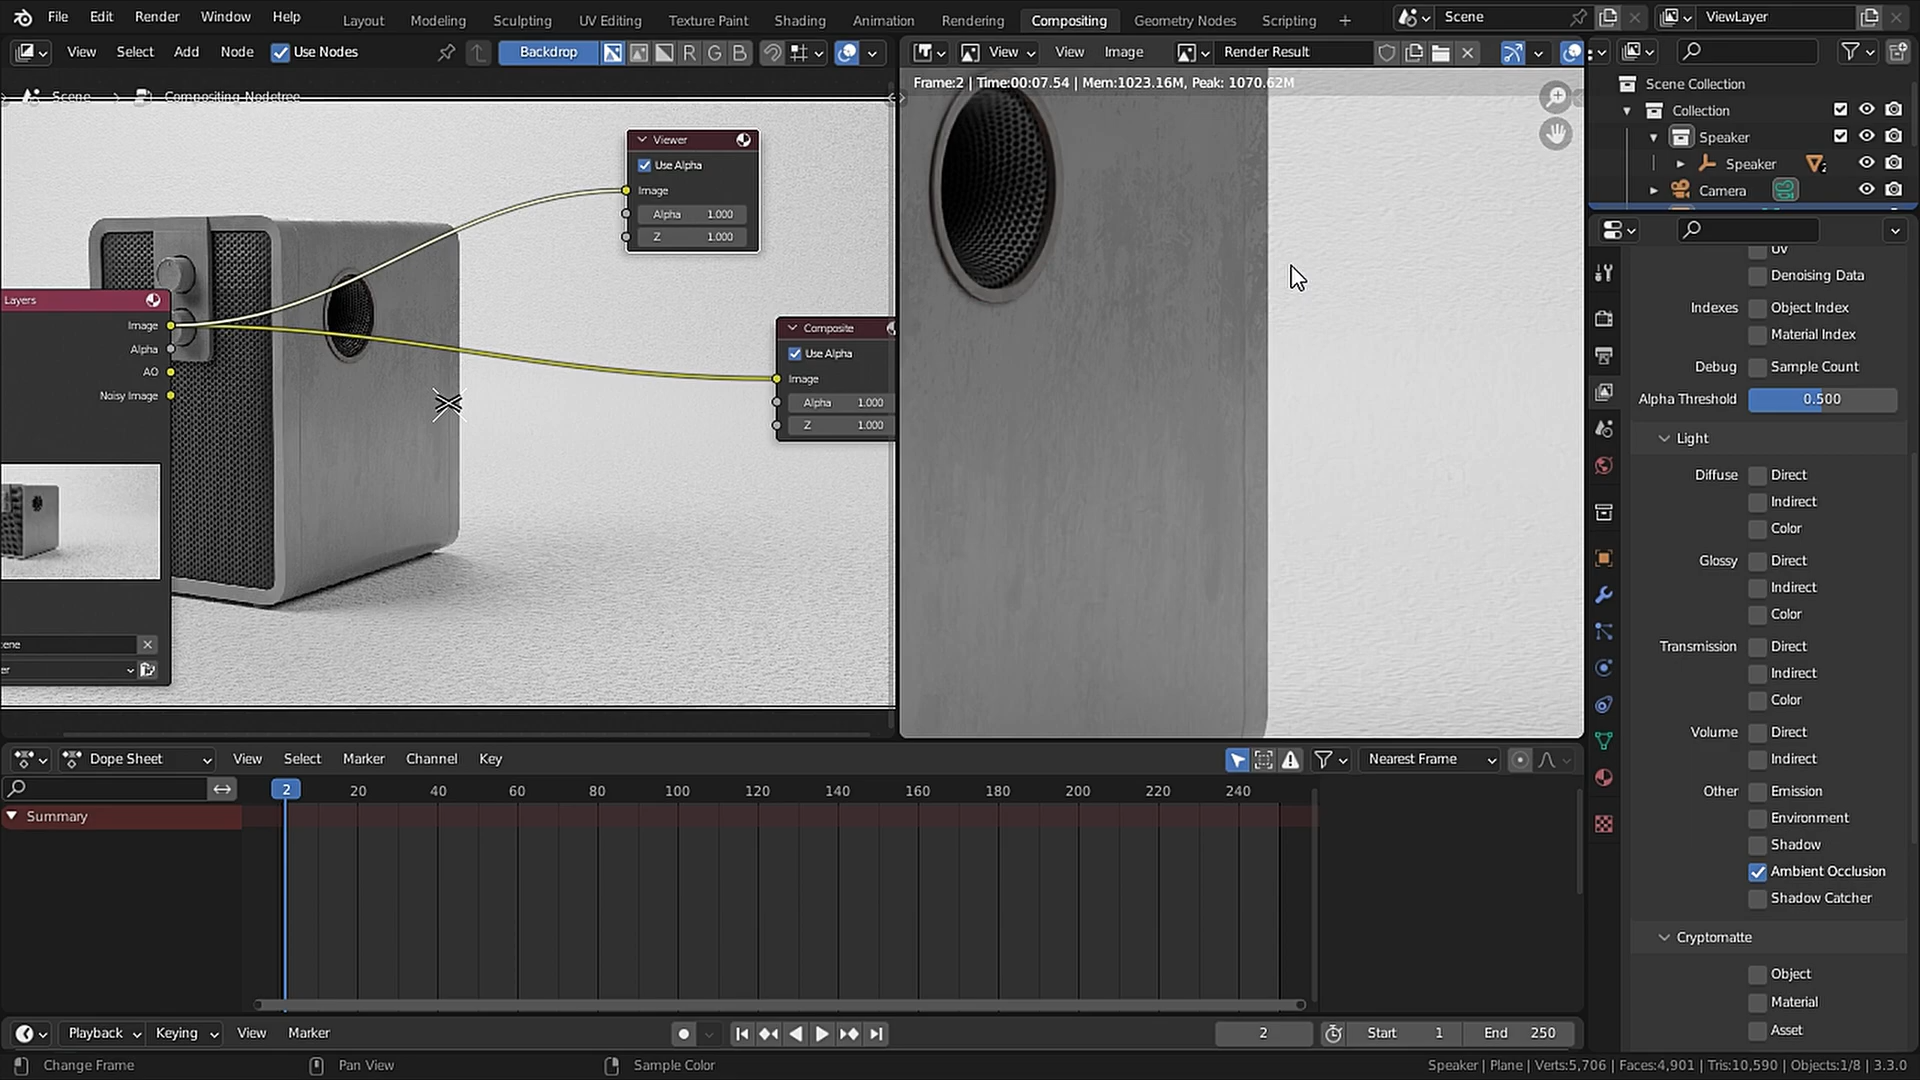 File Edit Render Window Help Layout Modeling Sculpting UV Editing Texture Paint Shading Animation Rendering Compositing Geometry Nodes Scripting + Scene ViewLayer
View Select Add Node Use Nodes Backdrop R G B View View Image Render Result
Scene > Compositing Nodetree
Frame:2 | Time:00:07.54 | Mem:1023.16M, Peak: 1070.62M
Viewer
Use Alpha
Image
Alpha 1.000
Z 1.000
Layers
Image
Alpha
AO
Noisy Image
Composite
Use Alpha
Image
Alpha 1.000
Z 1.000
ene
er
Scene Collection
Collection
Speaker
Speaker
2
Camera
UV
Denoising Data
Indexes Object Index
Material Index
Debug Sample Count
Alpha Threshold 0.500
Light
Diffuse Direct
Indirect
Color
Glossy Direct
Indirect
Color
Transmission Direct
Indirect
Color
Volume Direct
Indirect
Other Emission
Environment
Shadow
Ambient Occlusion
Shadow Catcher
Cryptomatte
Object
Material
Asset
Dope Sheet View Select Marker Channel Key Nearest Frame
2 20 40 60 80 100 120 140 160 180 200 220 240
Summary
Playback Keying View Marker 2 Start 1 End 250
Change Frame Pan View Sample Color Speaker | Plane | Verts:5,706 | Faces:4,901 | Tris:10,590 | Objects:1/8 | 3.3.0